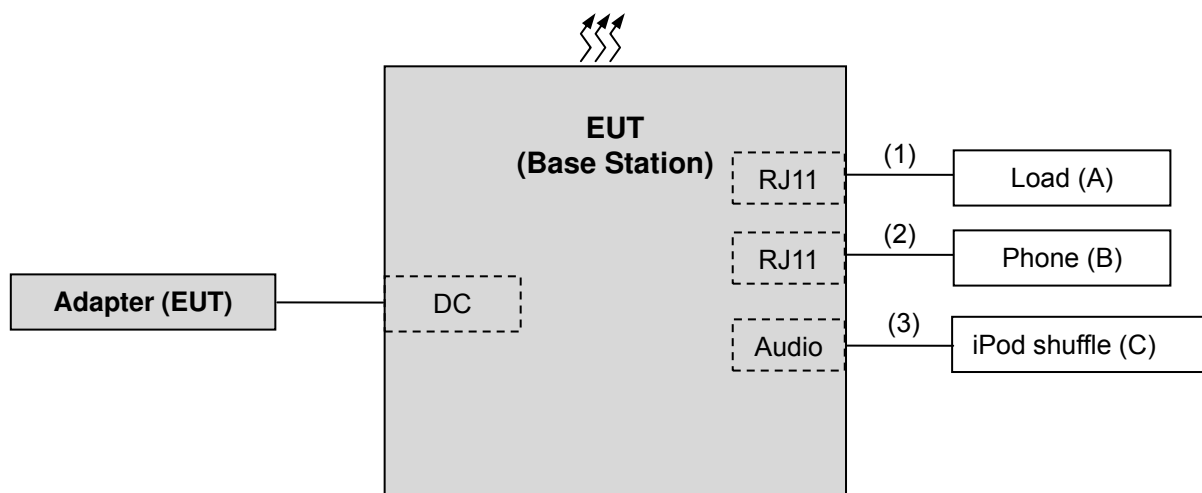 EUT
(Base Station)
RJ11
(1)
Load (A)
RJ11
(2)
Phone (B)
Adapter (EUT)
DC
Audio
(3)
iPod shuffle (C)